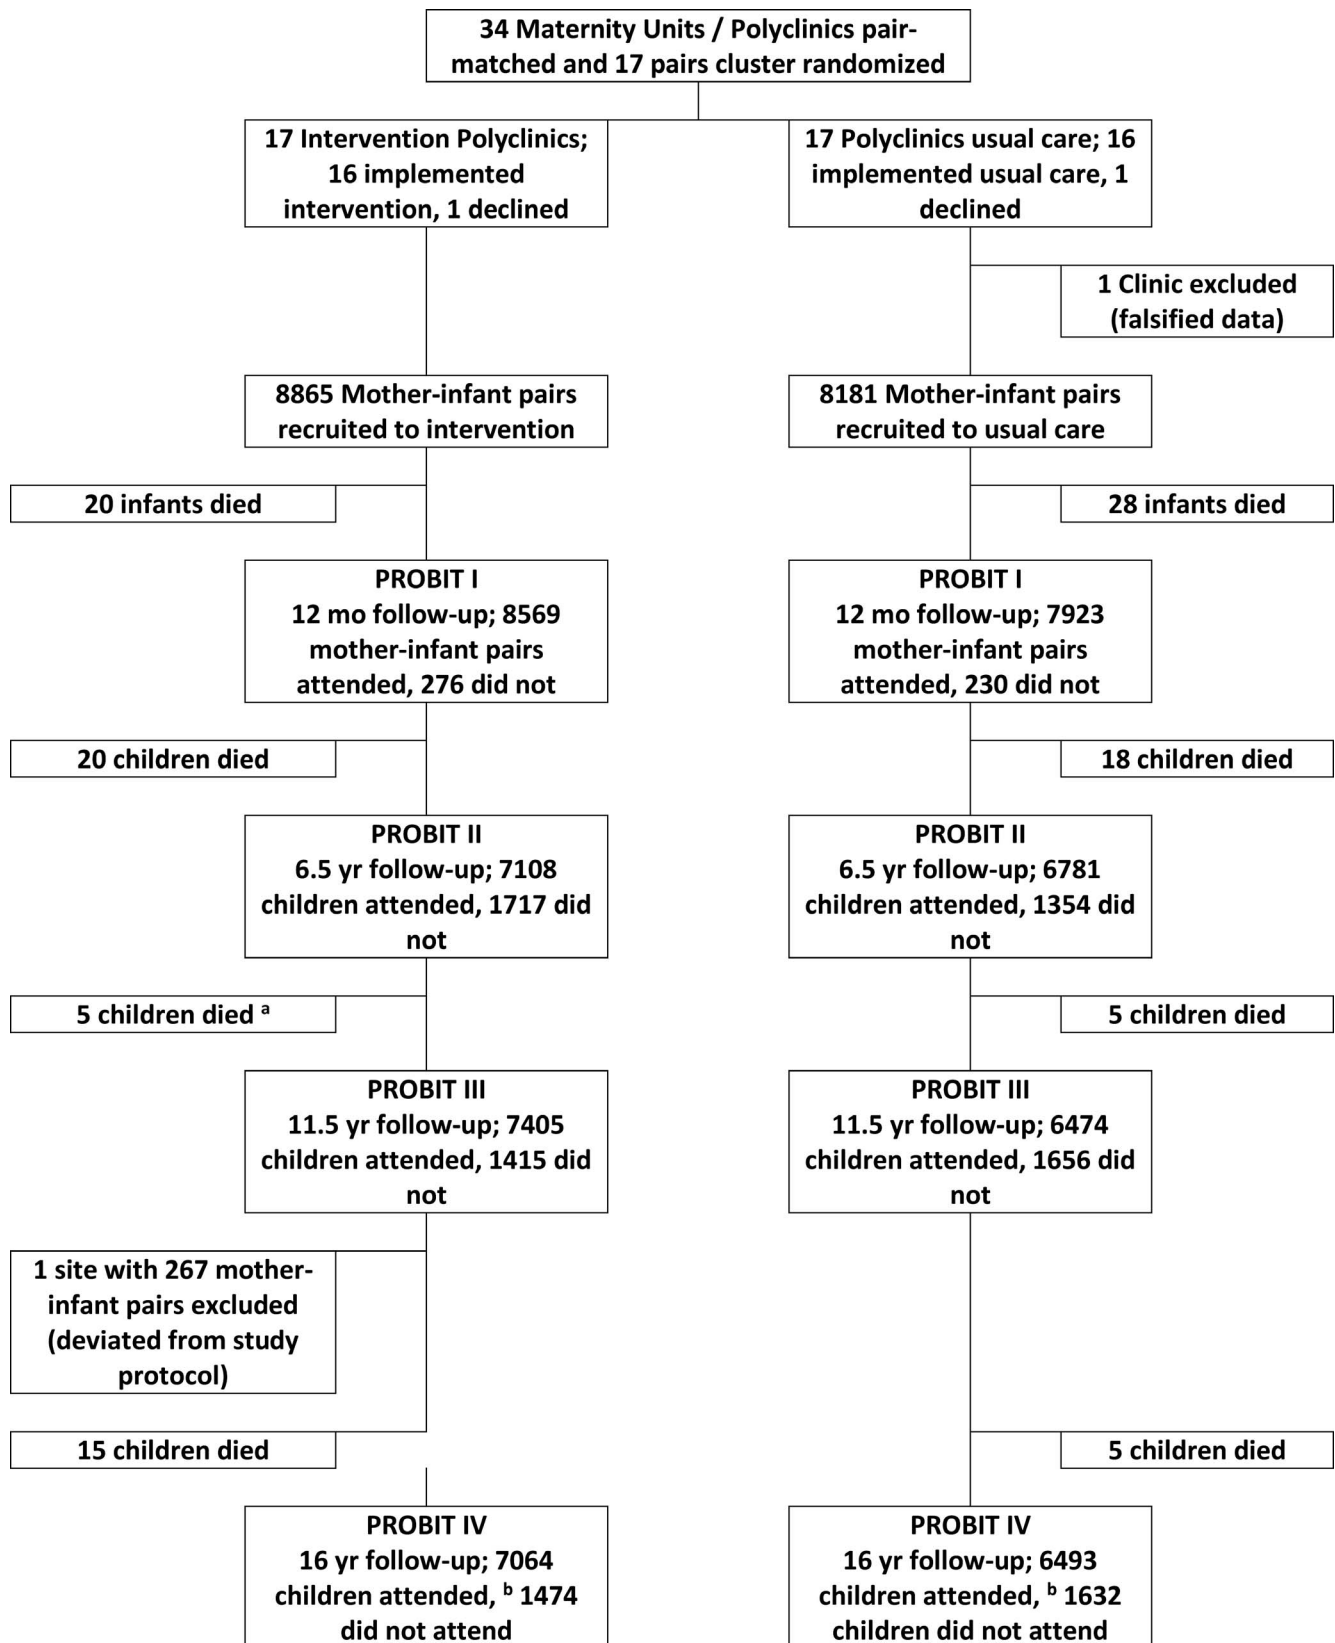 34 Maternity Units / Polyclinics pair-
matched and 17 pairs cluster randomized
17 Intervention Polyclinics;
16 implemented
intervention, 1 declined
17 Polyclinics usual care; 16
implemented usual care, 1
declined
1 Clinic excluded
(falsified data)
8865 Mother-infant pairs
recruited to intervention
8181 Mother-infant pairs
recruited to usual care
20 infants died
28 infants died
PROBIT I
12 mo follow-up; 8569
mother-infant pairs
attended, 276 did not
PROBIT I
12 mo follow-up; 7923
mother-infant pairs
attended, 230 did not
20 children died
18 children died
PROBIT II
6.5 yr follow-up; 7108
children attended, 1717 did
not
PROBIT II
6.5 yr follow-up; 6781
children attended, 1354 did
not
5 children died a
5 children died
PROBIT III
11.5 yr follow-up; 7405
children attended, 1415 did
not
PROBIT III
11.5 yr follow-up; 6474
children attended, 1656 did
not
1 site with 267 mother-
infant pairs excluded
(deviated from study
protocol)
15 children died
5 children died
PROBIT IV
16 yr follow-up; 7064
children attended, b 1474
did not attend
PROBIT IV
16 yr follow-up; 6493
children attended, b 1632
children did not attend